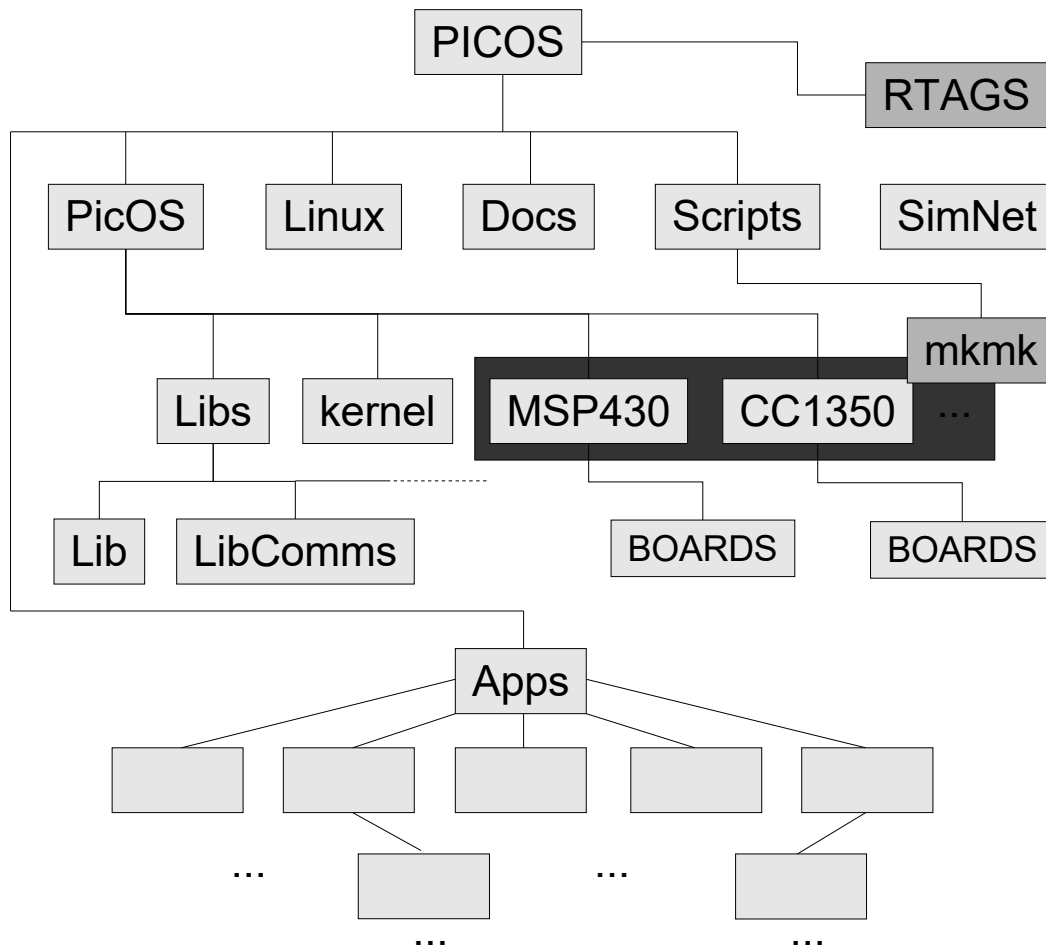 PICOS
RTAGS
PicOS
Linux
Docs
Scripts
SimNet
mkmk
Libs
kernel
MSP430
CC1350
...
Lib
LibComms
BOARDS
BOARDS
Apps
...
...
...
...